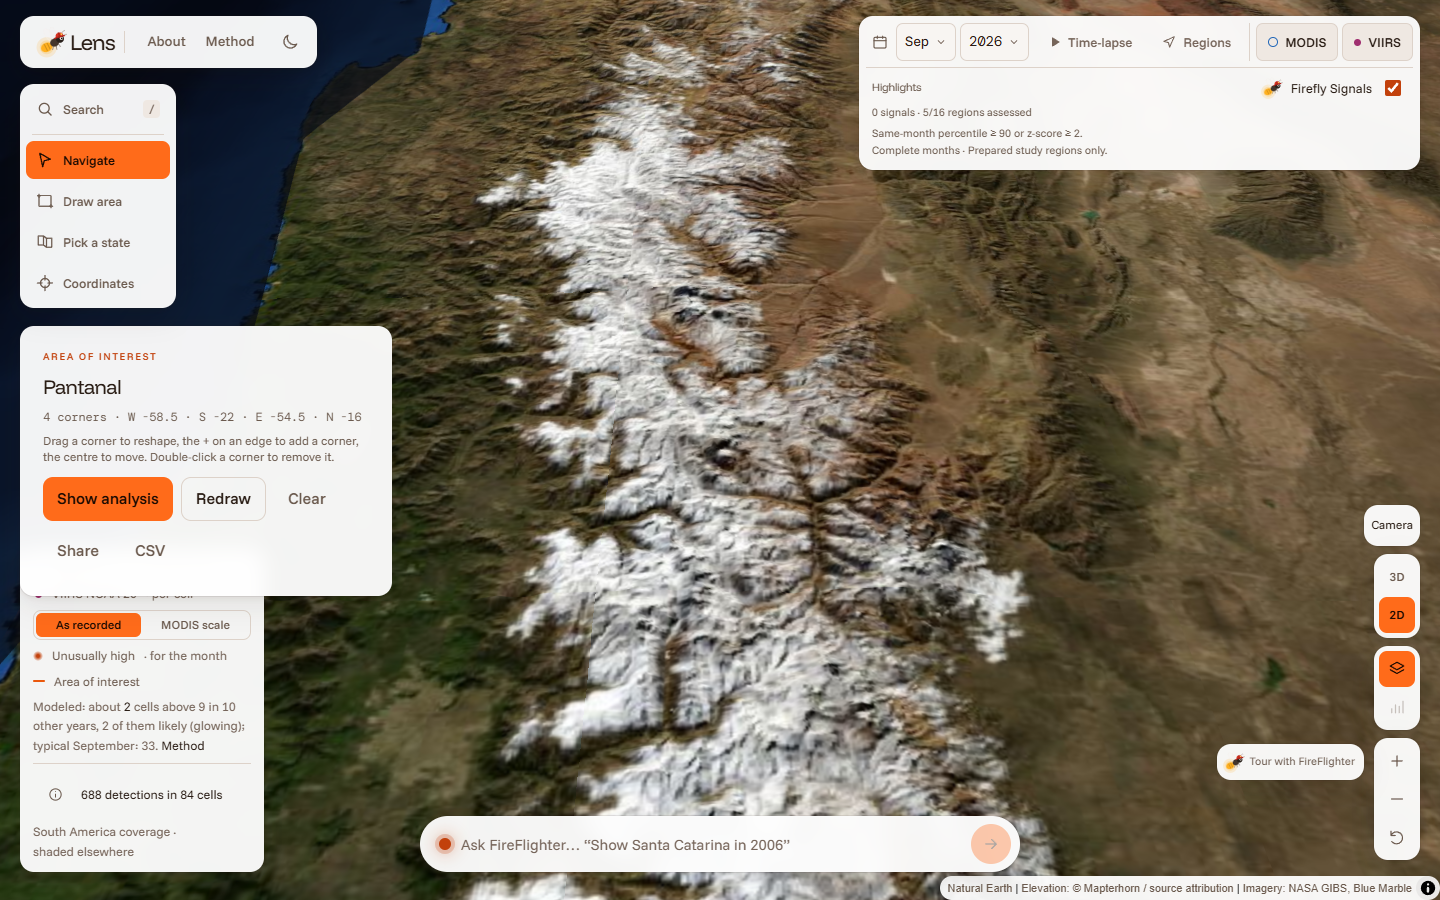 Lens
About
Method
Search
/
Navigate
Draw area
Pick a state
Coordinates
Sep
2026
Time-lapse
Regions
MODIS
VIIRS
Highlights
Firefly Signals
0 signals · 5/16 regions assessed
Same-month percentile ≥ 90 or z-score ≥ 2.
Complete months · Prepared study regions only.
AREA OF INTEREST
Pantanal
4 corners · W -58.5 · S -22 · E -54.5 · N -16
Drag a corner to reshape, the + on an edge to add a corner,
the centre to move. Double-click a corner to remove it.
Show analysis
Redraw
Clear
Share
CSV
As recorded
MODIS scale
Unusually high · for the month
Area of interest
Modeled: about 2 cells above 9 in 10
other years, 2 of them likely (glowing);
typical September: 33. Method
688 detections in 84 cells
South America coverage ·
shaded elsewhere
Camera
3D
2D
Tour with FireFlighter
Ask FireFlighter... “Show Santa Catarina in 2006”
Natural Earth | Elevation: © Mapterhorn / source attribution | Imagery: NASA GIBS, Blue Marble